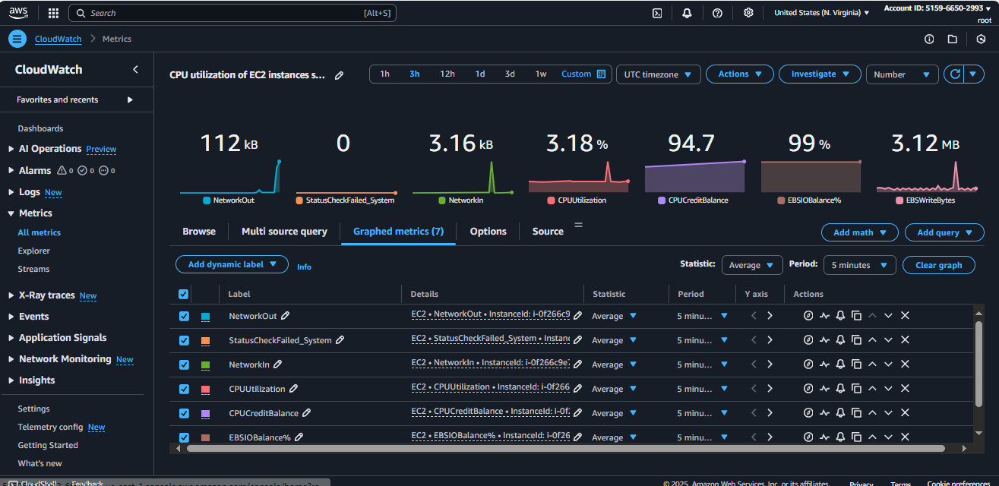 aws Search [Alt+S] United States (N. Virginia) Account ID: 5159-6650-2993
root
CloudWatch Metrics
CloudWatch
Favorites and recents
Dashboards
AI Operations Preview
Alarms 0 0 0
Logs New
Metrics
All metrics
Explorer
Streams
X-Ray traces New
Events
Application Signals
Network Monitoring New
Insights
Settings
Telemetry config New
Getting Started
What's new
CPU utilization of EC2 instances s... 1h 3h 12h 1d 3d 1w Custom UTC timezone Actions Investigate Number
112 kB 0 3.16 kB 3.18 % 94.7 99 % 3.12 MB
NetworkOut StatusCheckFailed_System NetworkIn CPUUtilization CPUCreditBalance EBSIOBalance% EBSWriteBytes
Browse Multi source query Graphed metrics (7) Options Source Add math Add query
Add dynamic label Info Statistic: Average Period: 5 minutes Clear graph
Label Details Statistic Period Y axis Actions
NetworkOut EC2 • NetworkOut • InstanceId: i-0f266c9 Average 5 minu...
StatusCheckFailed_System EC2 • StatusCheckFailed_System • Instanc Average 5 minu...
NetworkIn EC2 • NetworkIn • InstanceId: i-0f266c9e7 Average 5 minu...
CPUUtilization EC2 • CPUUtilization • InstanceId: i-0f266 Average 5 minu...
CPUCreditBalance EC2 • CPUCreditBalance • InstanceId: i-0f2 Average 5 minu...
EBSIOBalance% EC2 • EBSIOBalance% • InstanceId: i-0f26 Average 5 minu...
CloudShell Feedback © 2025, Amazon Web Services, Inc. or its affiliates. Privacy Terms Cookie preferences